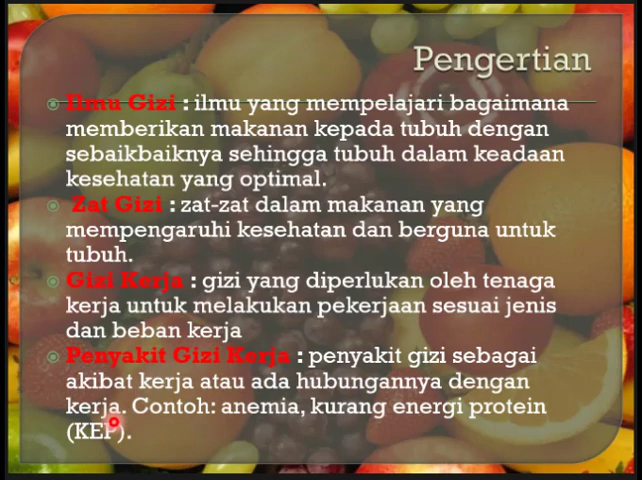 Pengertian
Ilmu Gizi : ilmu yang mempelajari bagaimana
memberikan makanan kepada tubuh dengan
sebaikbaiknya sehingga tubuh dalam keadaan
kesehatan yang optimal.
Zat Gizi : zat-zat dalam makanan yang
mempengaruhi kesehatan dan berguna untuk
tubuh.
Gizi Kerja : gizi yang diperlukan oleh tenaga
kerja untuk melakukan pekerjaan sesuai jenis
dan beban kerja
Penyakit Gizi Kerja : penyakit gizi sebagai
akibat kerja atau ada hubungannya dengan
kerja. Contoh: anemia, kurang energi protein
(KEP).